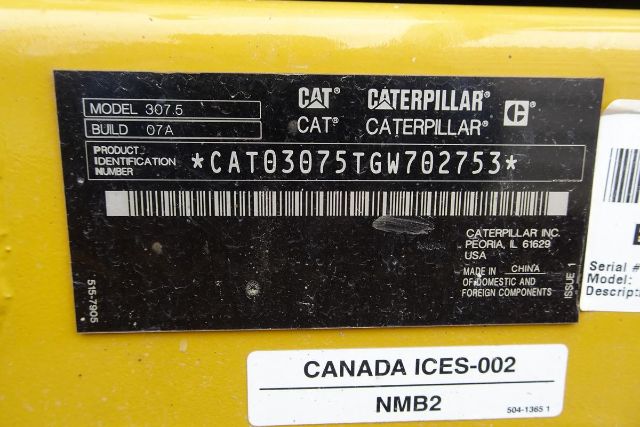 MODEL 307.5
BUILD 07A
CAT® CATERPILLAR® C®
CAT® CATERPILLAR®
PRODUCT IDENTIFICATION NUMBER
*CAT03075TGW702753*
CATERPILLAR INC.
PEORIA, IL 61629
USA
MADE IN CHINA
OF DOMESTIC AND
FOREIGN COMPONENTS
ISSUE 1
515-7905
Serial #
Model:
CANADA ICES-002
NMB2
504-1365 1